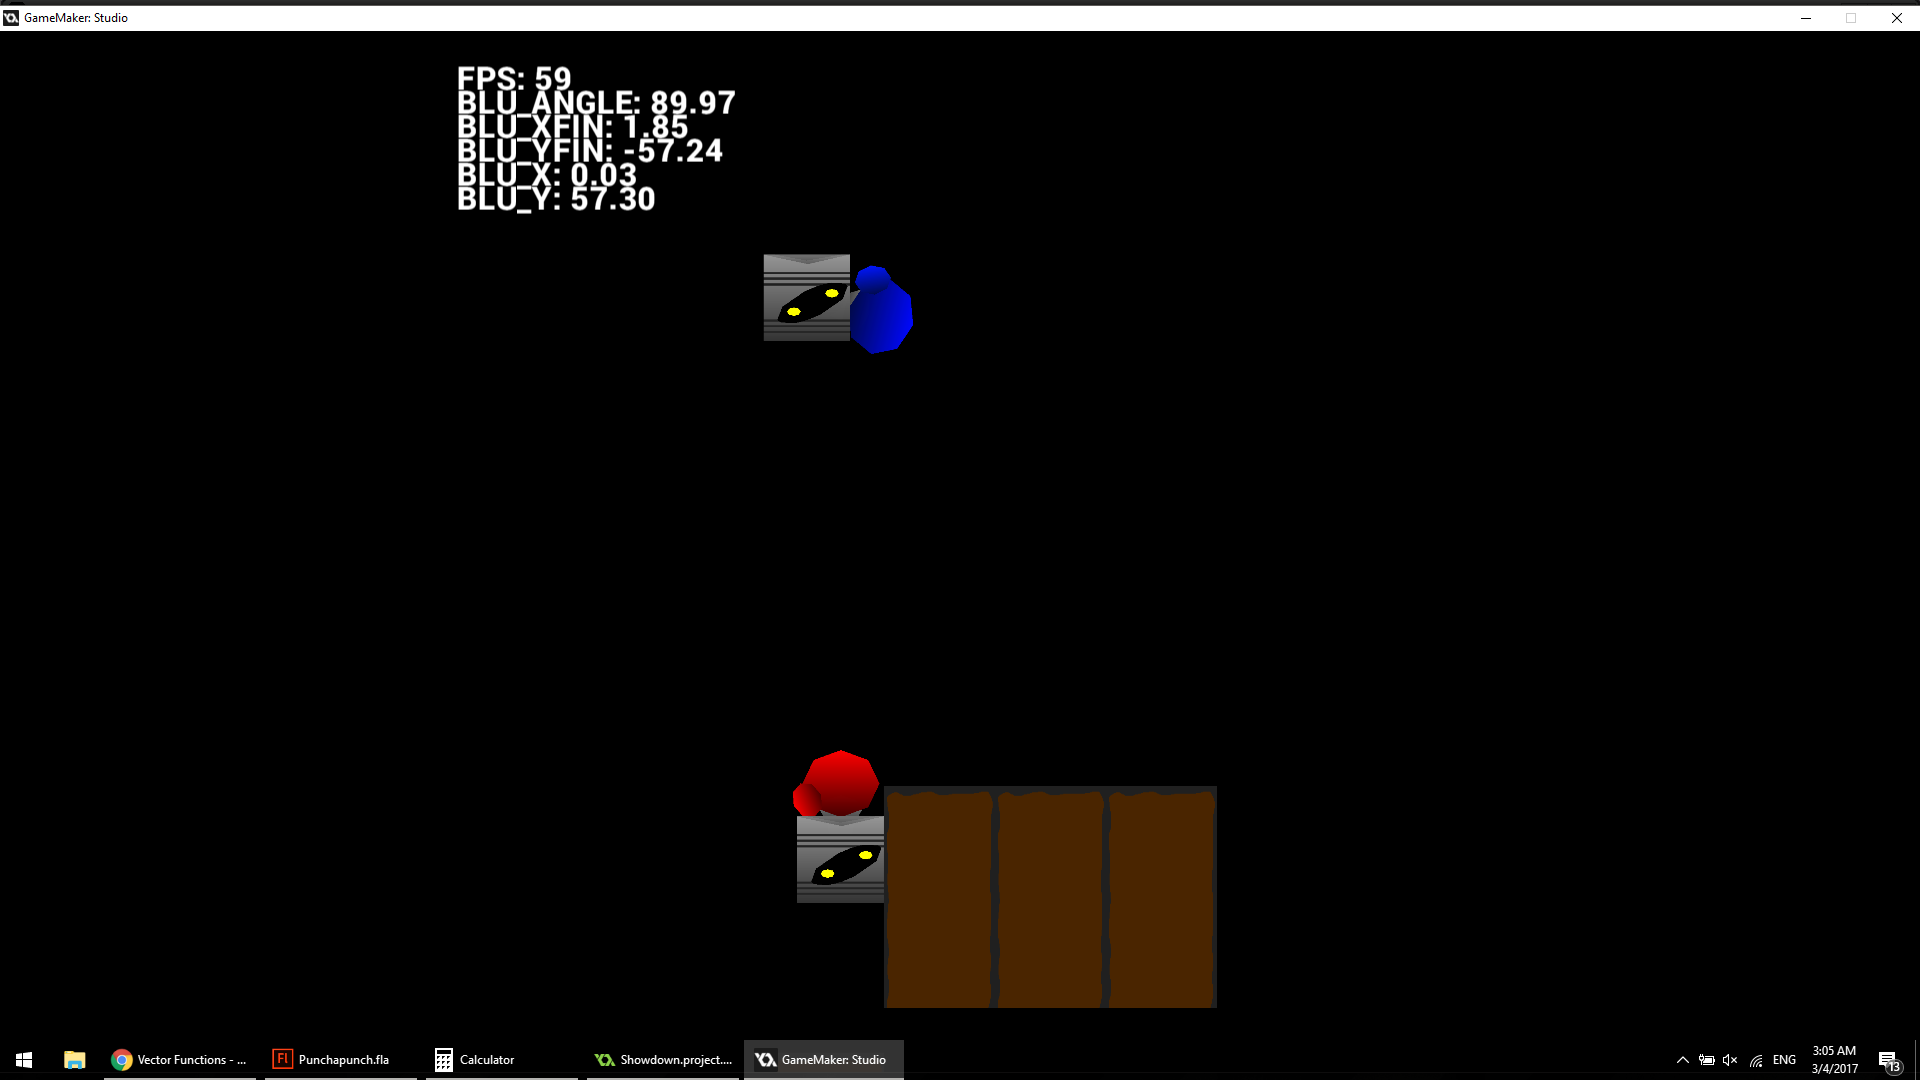 GameMaker: Studio
FPS: 59
BLU_ANGLE: 89.97
BLU_XFIN: 1.85
BLU_YFIN: -57.24
BLU_X: 0.03
BLU_Y: 57.30
Vector Functions - ...
Fl
Punchapunch.fla
Calculator
Showdown.project....
GameMaker: Studio
ENG
3:05 AM
3/4/2017
13